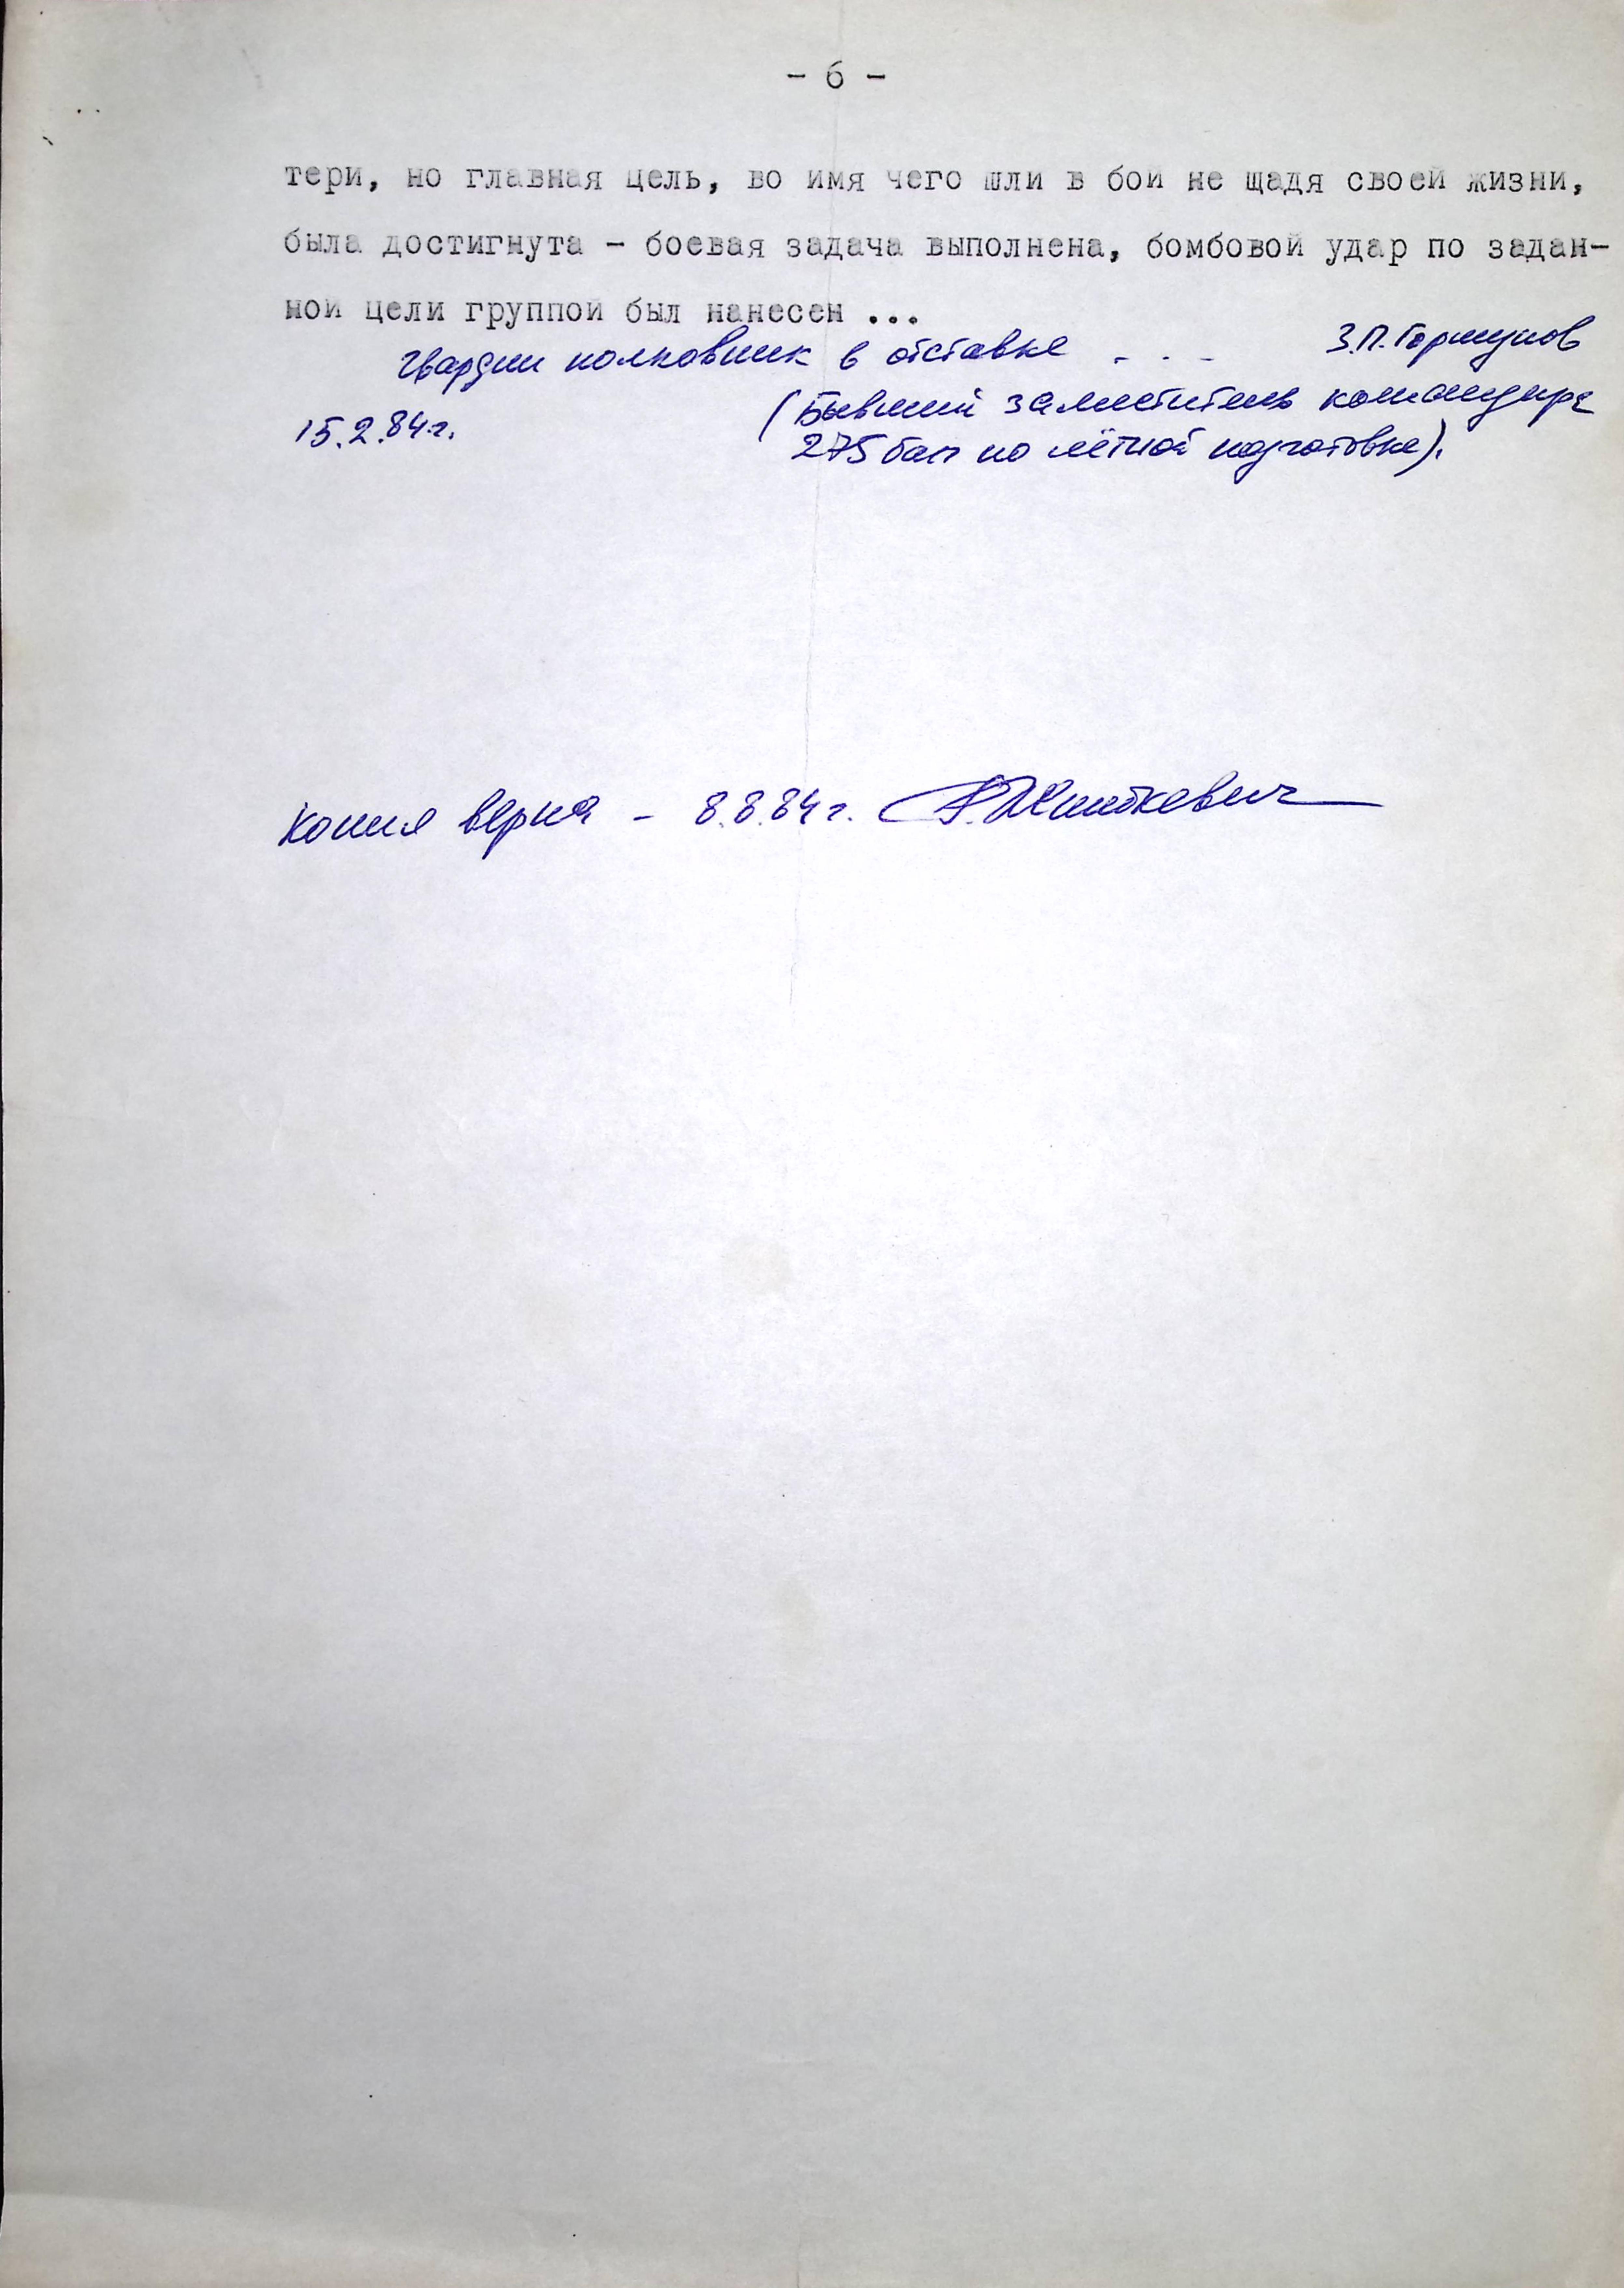 - 6 -
тери, но главная цель, во имя чего шли в бой не щадя своей жизни,
была достигнута - боевая задача выполнена, бомбовой удар по задан-
ной цели группой был нанесен ...
Гвардии полковник в отставке - - - З.П. Горшунов
(Бывший заместитель командира
15.2.84г.
275 бап по лётной подготовке).
Копия верна - 8.8.84 г.